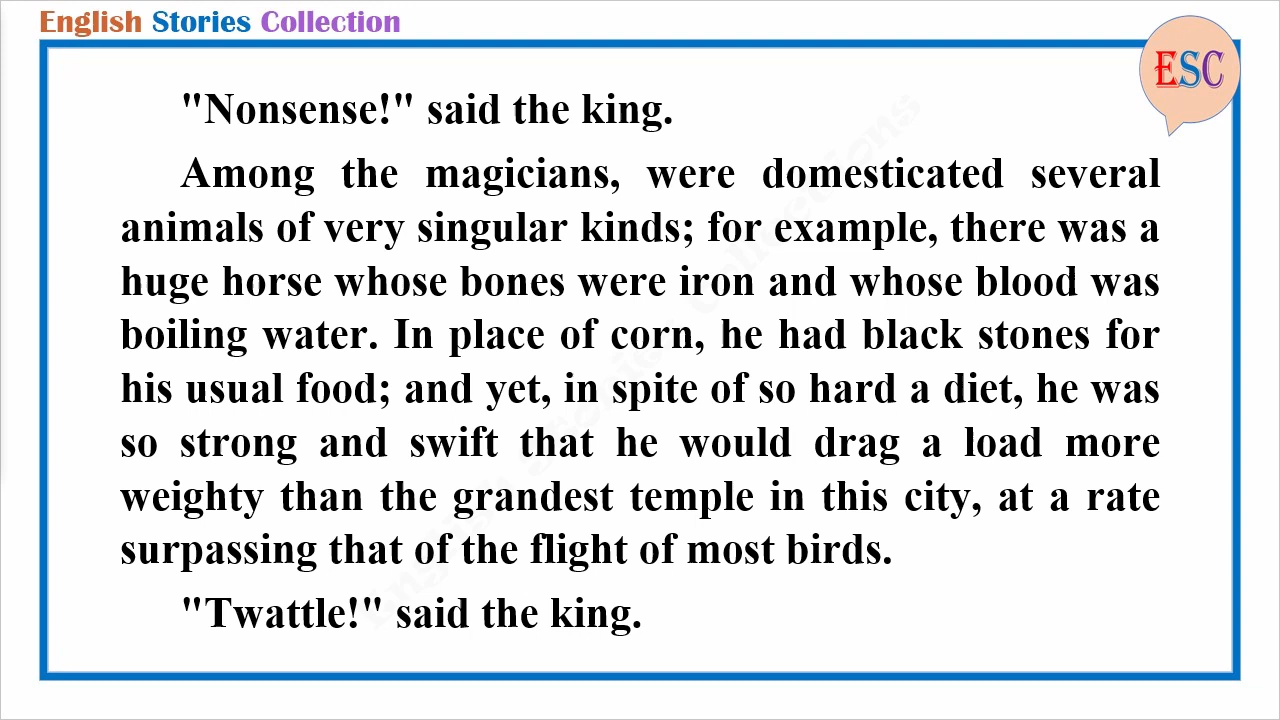 English Stories Collection
ESC
"Nonsense!" said the king.
Among the magicians, were domesticated several
animals of very singular kinds; for example, there was a
huge horse whose bones were iron and whose blood was
boiling water. In place of corn, he had black stones for
his usual food; and yet, in spite of so hard a diet, he was
so strong and swift that he would drag a load more
weighty than the grandest temple in this city, at a rate
surpassing that of the flight of most birds.
"Twattle!" said the king.